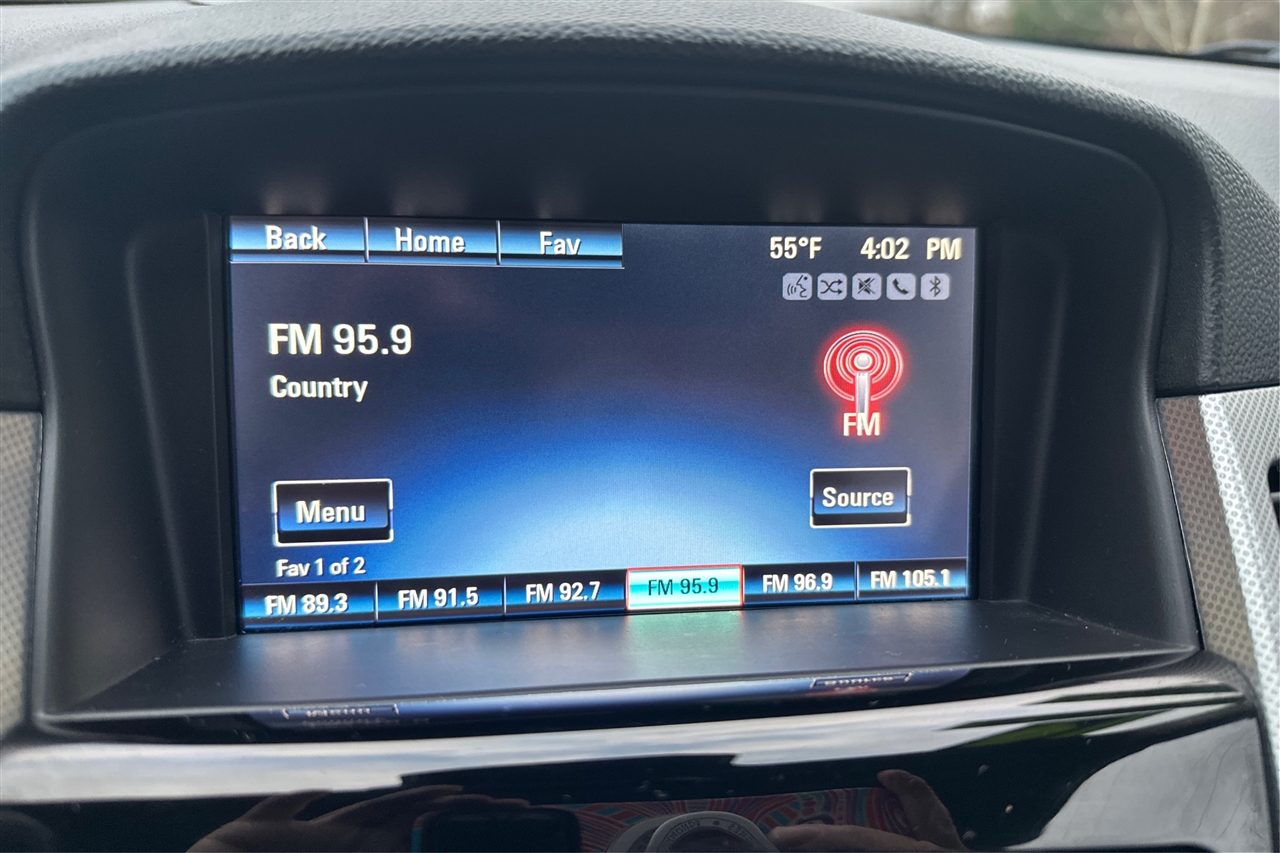 Back Home Fav
55°F 4:02 PM
FM 95.9
Country
FM
Menu
Source
Fav 1 of 2
FM 89.3 FM 91.5 FM 92.7 FM 95.9 FM 96.9 FM 105.1